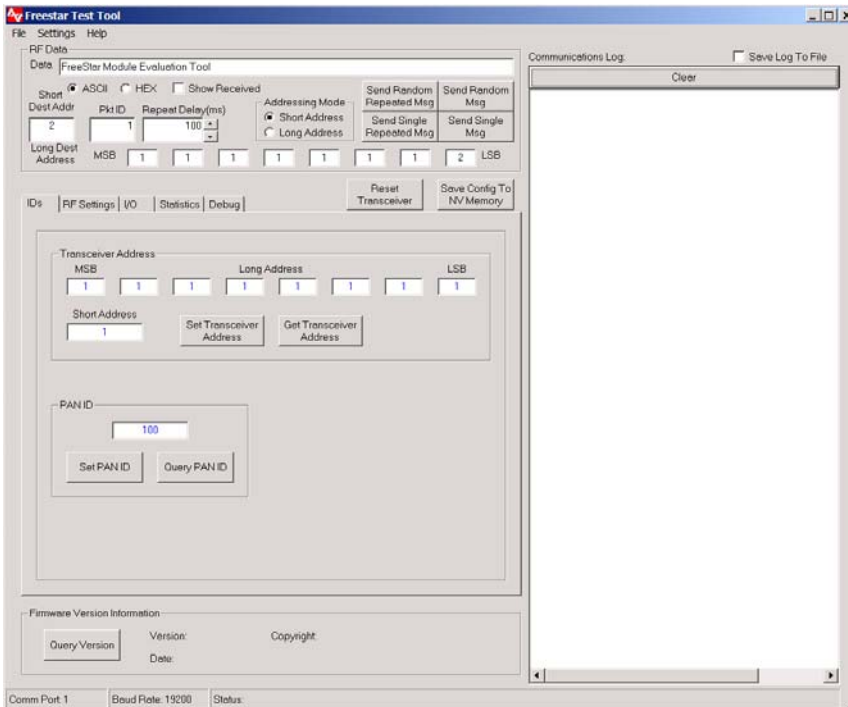 Freestar Test Tool
File Settings Help
RF Data
Data FreeStar Module Evaluation Tool
ASCII HEX Show Received
Short Dest Addr
2
Pkt ID
1
Repeat Delay(ms)
100
Addressing Mode
Short Address
Long Address
Send Random Repeated Msg
Send Random Msg
Send Single Repeated Msg
Send Single Msg
Long Dest Address
MSB 1 1 1 1 1 1 1 2 LSB
Reset Transceiver
Save Config To NV Memory
IDs RF Settings I/O Statistics Debug
Transceiver Address
MSB Long Address LSB
1 1 1 1 1 1 1 1
Short Address
1
Set Transceiver Address
Get Transceiver Address
PAN ID
100
Set PAN ID
Query PAN ID
Firmware Version Information
Query Version
Version: Copyright:
Date:
Communications Log: Save Log To File
Clear
Comm Port: 1 Baud Rate: 19200 Status: